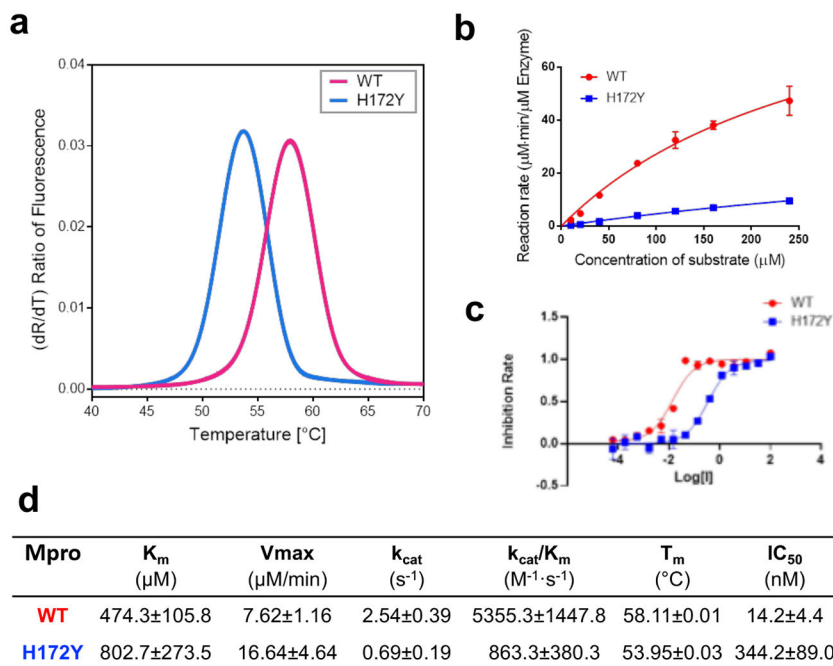 a
0.04
0.03
0.02
0.01
0.00
(dR/dT) Ratio of Fluorescence
WT
H172Y
40 45 50 55 60 65 70
Temperature [°C]
b
60
40
20
0
Reaction rate (μM·min/μM Enzyme)
WT
H172Y
0 50 100 150 200 250
Concentration of substrate (μM)
c
WT
H172Y
1.5
1.0
0.5
0.0
-0.5
Inhibition Rate
-4 -2 0 2 4
Log[I]
d
Mpro Km Vmax kcat kcat/Km Tm IC50
(μM) (μM/min) (s-1) (M-1·s-1) (°C) (nM)
WT 474.3±105.8 7.62±1.16 2.54±0.39 5355.3±1447.8 58.11±0.01 14.2±4.4
H172Y 802.7±273.5 16.64±4.64 0.69±0.19 863.3±380.3 53.95±0.03 344.2±89.0